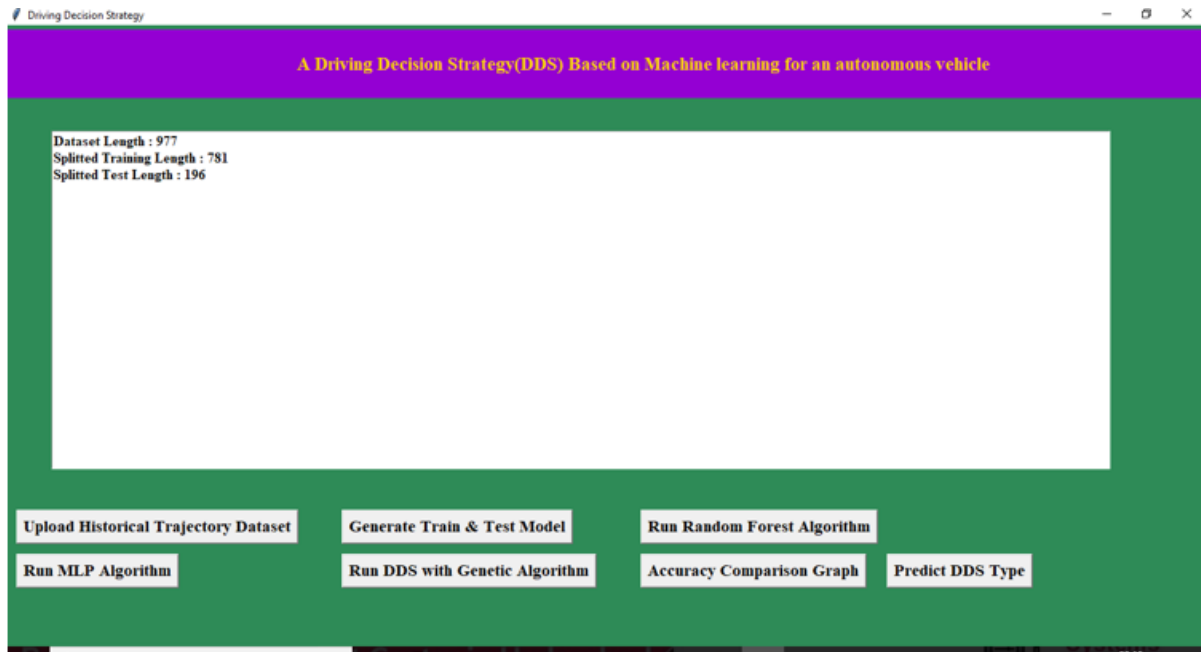 Driving Decision Strategy
A Driving Decision Strategy(DDS) Based on Machine learning for an autonomous vehicle
Dataset Length : 977
Splitted Training Length : 781
Splitted Test Length : 196
Upload Historical Trajectory Dataset
Generate Train & Test Model
Run Random Forest Algorithm
Run MLP Algorithm
Run DDS with Genetic Algorithm
Accuracy Comparison Graph
Predict DDS Type